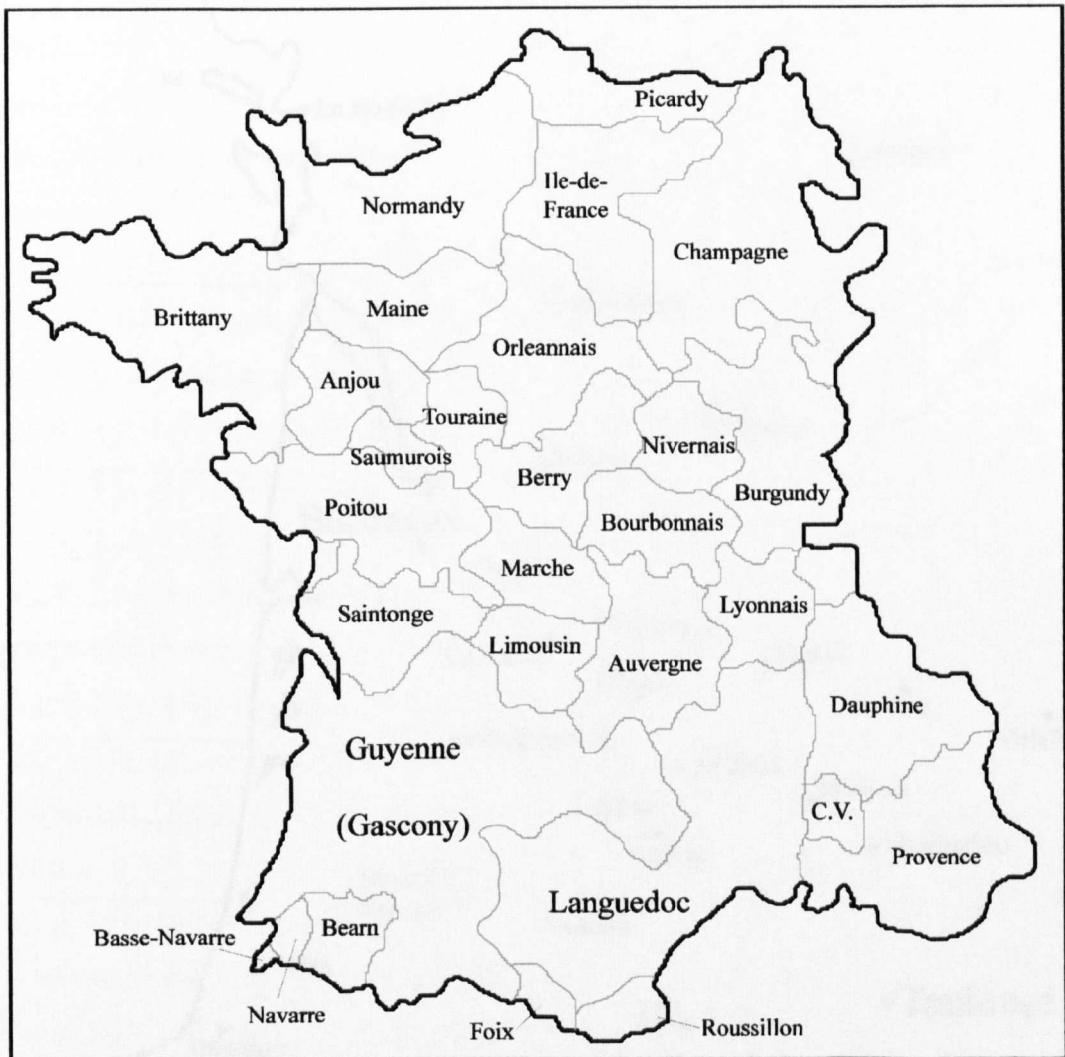 Picardy
Ile-de-
France
Normandy
Champagne
Maine
Brittany
Orleannais
Anjou
Touraine
Nivernais
Saumurois
Berry
Burgundy
Poitou
Bourbonnais
Marche
Lyonnais
Saintonge
Limousin
Auvergne
Dauphine
Guyenne
C.V.
(Gascony)
Provence
Languedoc
Bearn
Basse-Navarre
Navarre
Foix
Roussillon